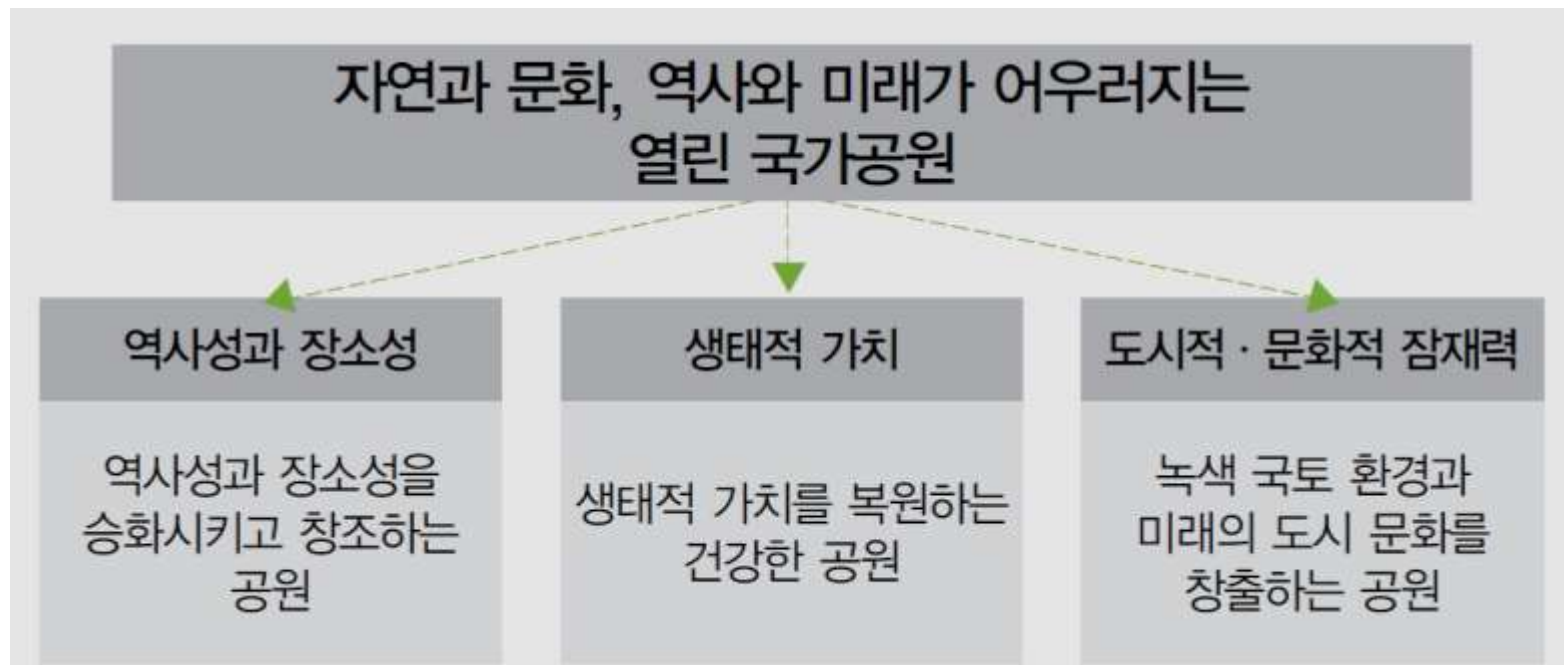 자연과 문화, 역사와 미래가 어우러지는
열린 국가공원
역사성과 장소성
역사성과 장소성을
승화시키고 창조하는
공원
생태적 가치
생태적 가치를 복원하는
건강한 공원
도시적 · 문화적 잠재력
녹색 국토 환경과
미래의 도시 문화를
창출하는 공원